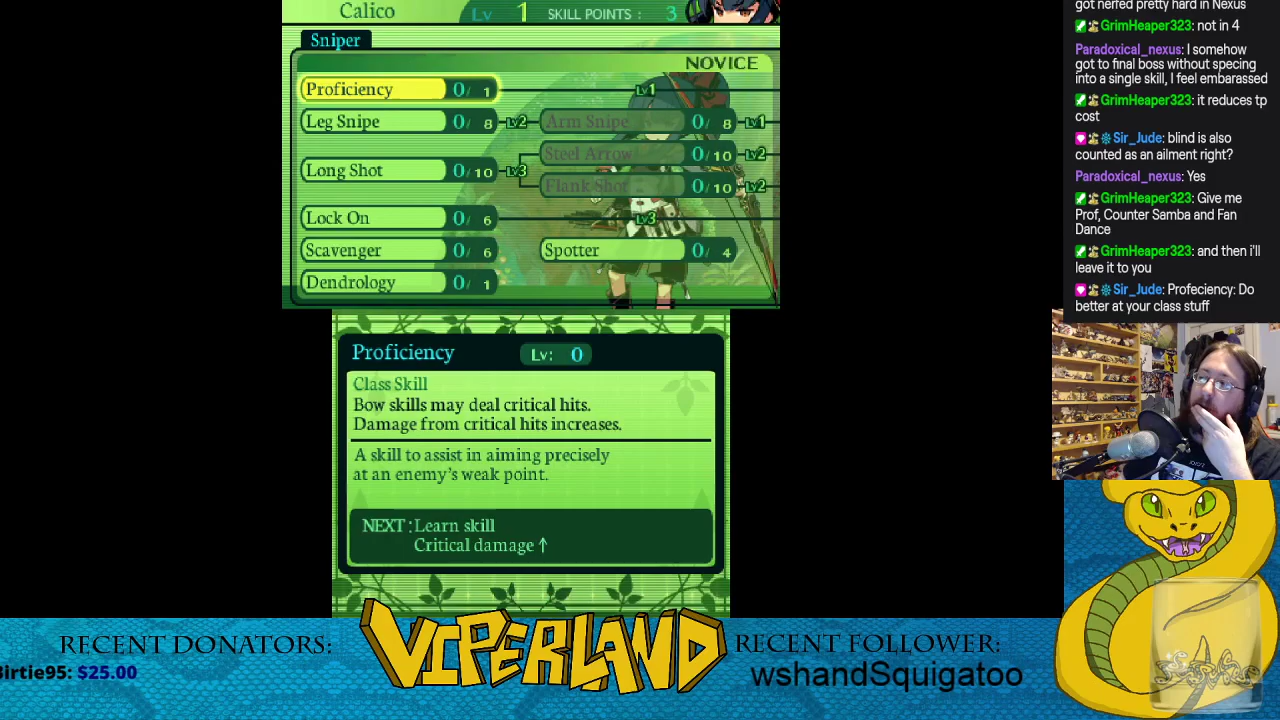 Calico Lv 1 SKILL POINTS : 3
Sniper
NOVICE
Proficiency 0/ 1 Lv1
Leg Snipe 0/ 8 Lv2 Arm Snipe 0/ 8 Lv1
Steel Arrow 0/10 Lv2
Long Shot 0/10 Lv3
Flank Shot 0/10 Lv2
Lock On 0/ 6 Lv3
Scavenger 0/ 6 Spotter 0/ 4
Dendrology 0/ 1
Proficiency Lv: 0
Class Skill
Bow skills may deal critical hits.
Damage from critical hits increases.
A skill to assist in aiming precisely
at an enemy's weak point.
NEXT : Learn skill
Critical damage ↑
got nerfed pretty hard in Nexus
GrimHeaper323: not in 4
Paradoxical_nexus: I somehow
got to final boss without specing
into a single skill, I feel embarassed
GrimHeaper323: it reduces tp
cost
Sir_Jude: blind is also
counted as an ailment right?
Paradoxical_nexus: Yes
GrimHeaper323: Give me
Prof, Counter Samba and Fan
Dance
GrimHeaper323: and then i'll
leave it to you
Sir_Jude: Profeciency: Do
better at your class stuff
RECENT DONATORS:
Birtie95: $25.00
VIPERLAND
RECENT FOLLOWER:
wshandSquigatoo